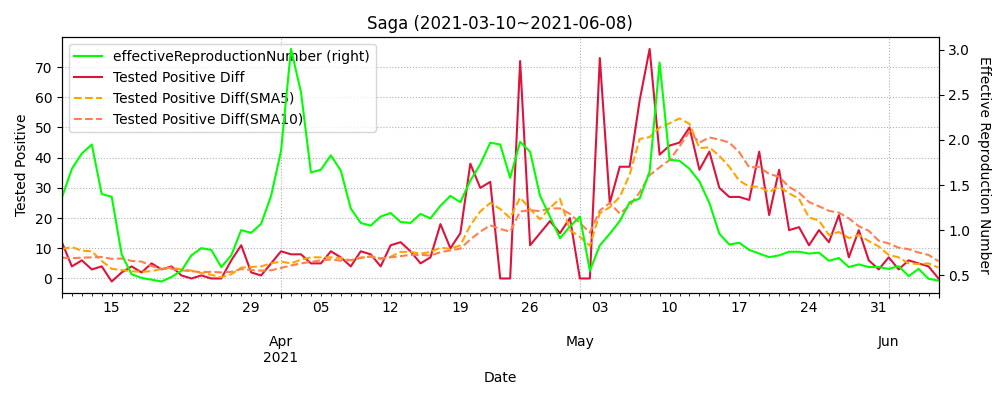 Saga (2021-03-10~2021-06-08)
effectiveReproductionNumber (right)
Tested Positive Diff
Tested Positive Diff(SMA5)
Tested Positive Diff(SMA10)
Tested Positive
70
60
50
40
30
20
10
0
3.0
2.5
2.0
1.5
1.0
0.5
Effective Reproduction Number
15 22 29 05 12 19 26 03 10 17 24 31
Apr May Jun
2021
Date